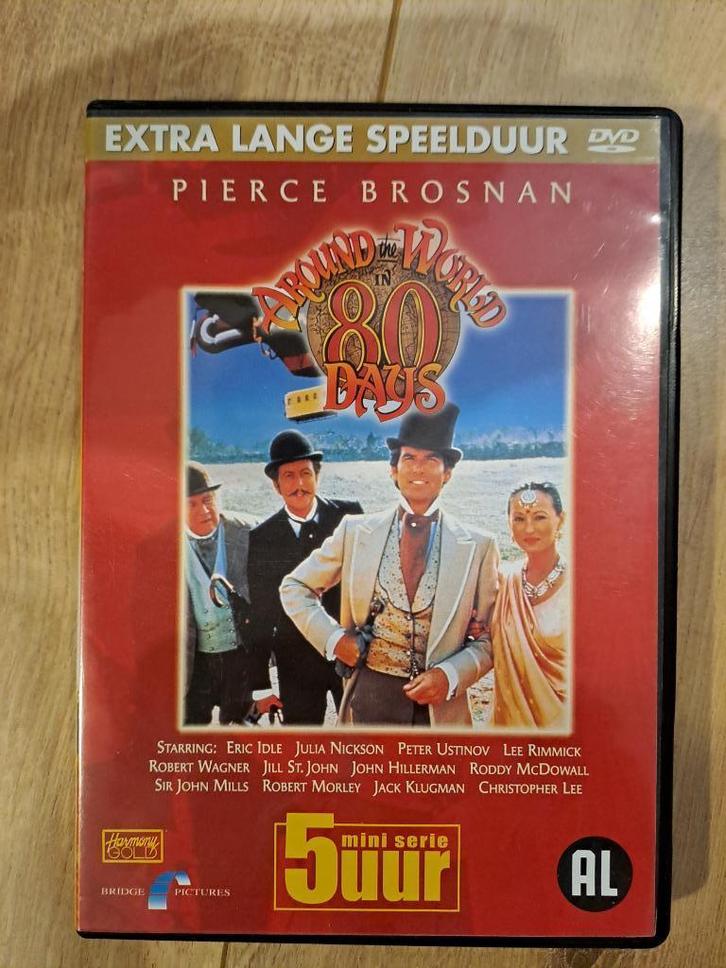 EXTRA LANGE SPEELDUUR DVD
PIERCE BROSNAN
AROUND the WORLD
IN
80
DAYS
STARRING: ERIC IDLE JULIA NICKSON PETER USTINOV LEE RIMMICK
ROBERT WAGNER JILL ST. JOHN JOHN HILLERMAN RODDY MCDOWALL
SIR JOHN MILLS ROBERT MORLEY JACK KLUGMAN CHRISTOPHER LEE
Harmony
GOLD
BRIDGE PICTURES
mini serie
5uur
AL